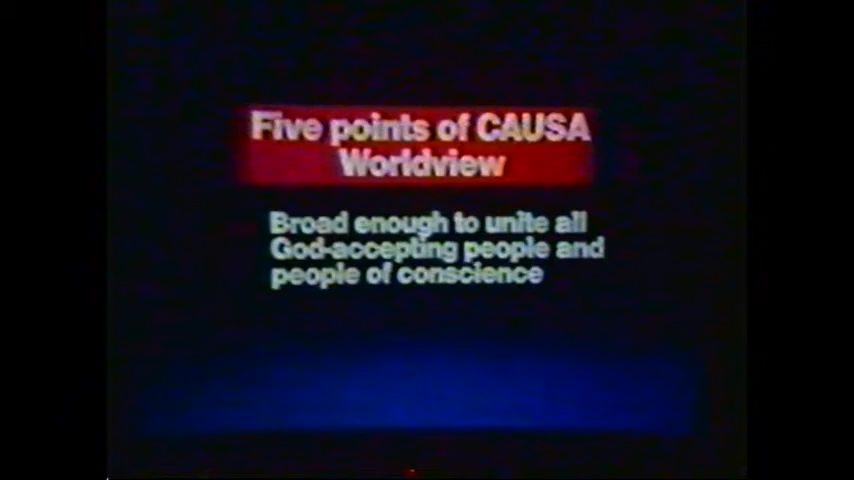 Five points of CAUSA
Worldview
Broad enough to unite all
God-accepting people and
people of conscience